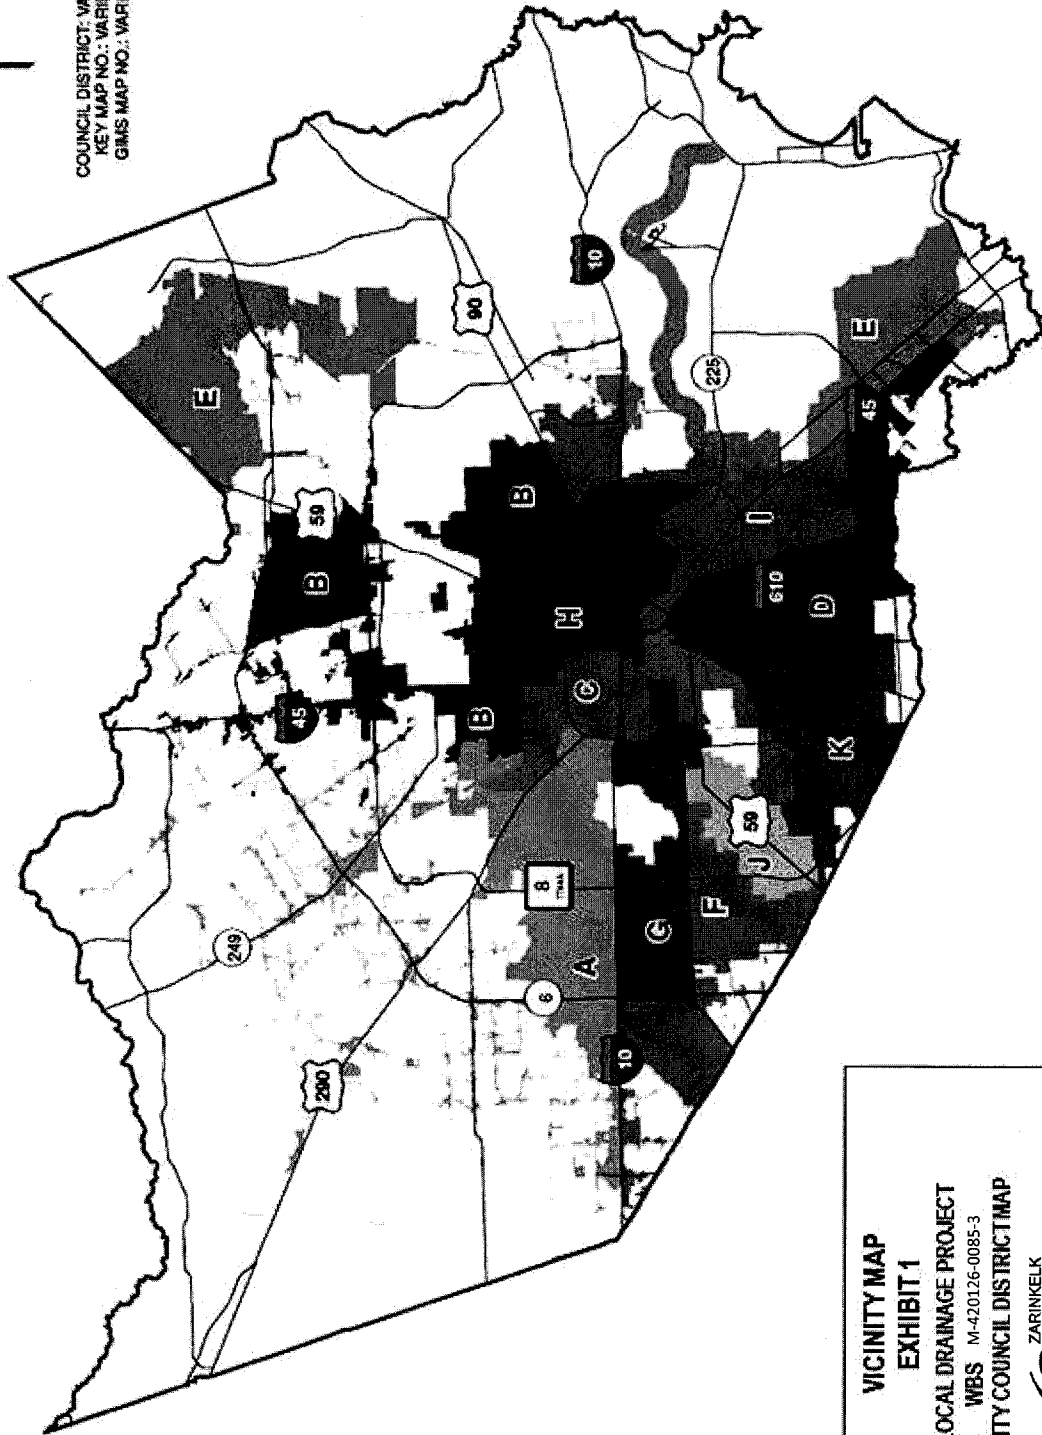 COUNCIL DISTRICT: VA
KEY MAP NO.: VARI
GIMS MAP NO.: VARI
E
249
45
B
59
290
90
B
B
6
8
H
A
C
10
10
E
G
225
F
59
J
I
610
D
K
E
45
VICINITY MAP
EXHIBIT 1
OCAL DRAINAGE PROJECT
WBS M-420126-0085-3
ITY COUNCIL DISTRICT MAP
ZARINKELK